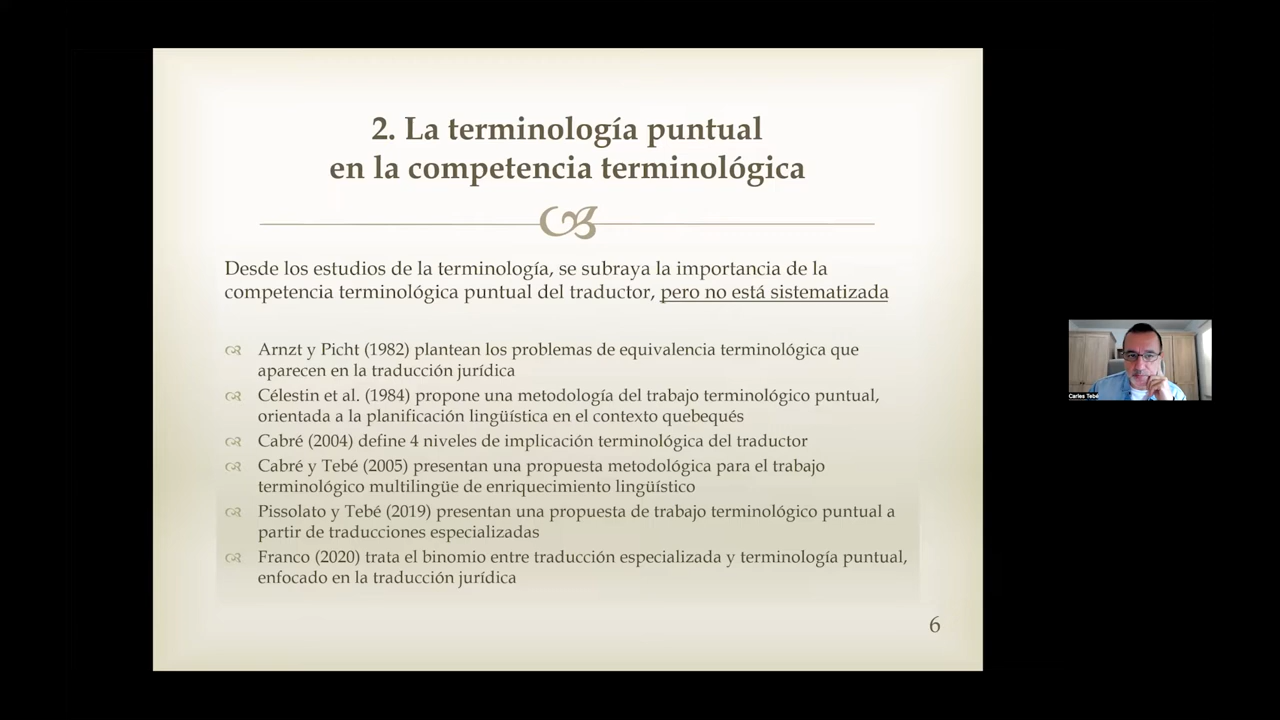 2. La terminología puntual
en la competencia terminológica
Desde los estudios de la terminología, se subraya la importancia de la
competencia terminológica puntual del traductor, pero no está sistematizada
Arnzt y Picht (1982) plantean los problemas de equivalencia terminológica que
aparecen en la traducción jurídica
Célestin et al. (1984) propone una metodología del trabajo terminológico puntual,
orientada a la planificación lingüística en el contexto quebequés
Cabré (2004) define 4 niveles de implicación terminológica del traductor
Cabré y Tebé (2005) presentan una propuesta metodológica para el trabajo
terminológico multilingüe de enriquecimiento lingüístico
Pissolato y Tebé (2019) presentan una propuesta de trabajo terminológico puntual a
partir de traducciones especializadas
Franco (2020) trata el binomio entre traducción especializada y terminología puntual,
enfocado en la traducción jurídica
6
Carles Tebé